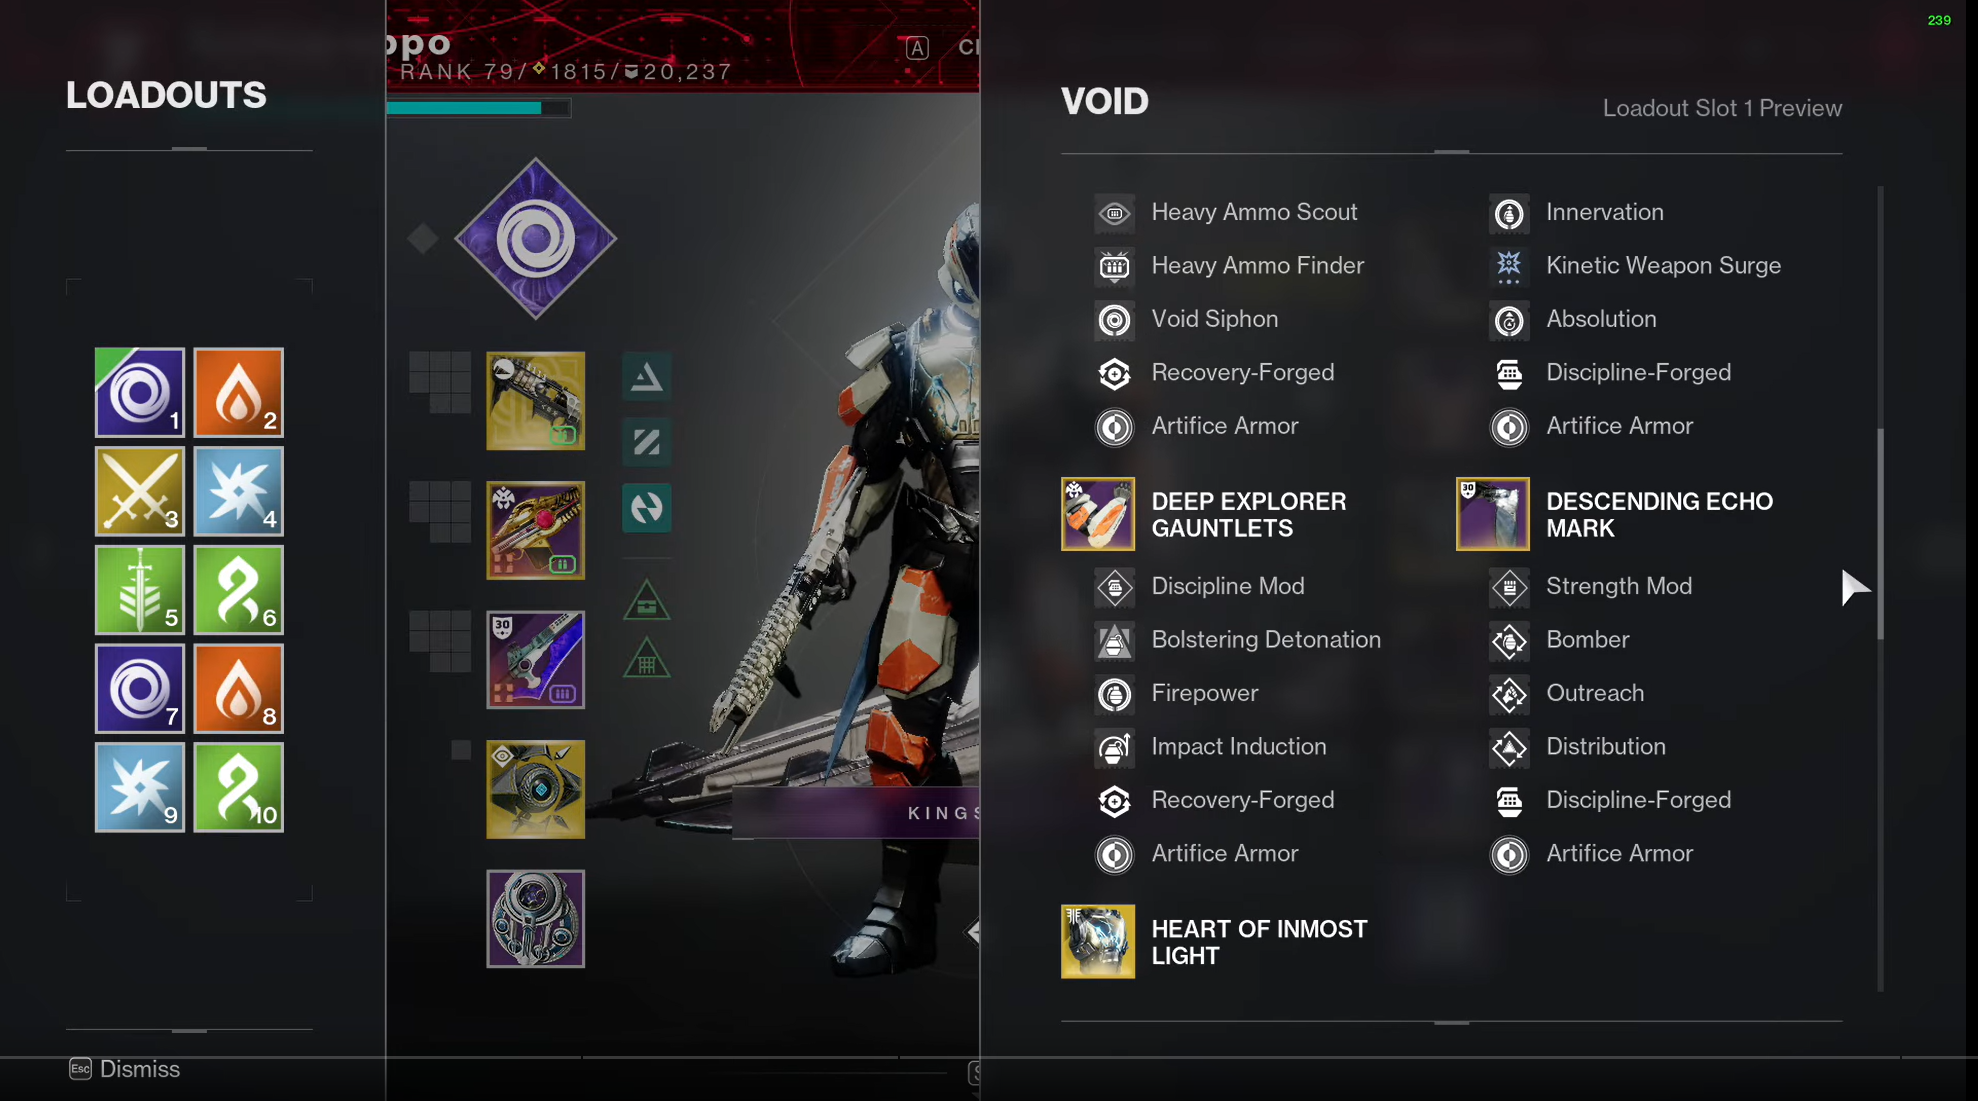 239
LOADOUTS
1
2
3
4
5
6
7
8
9
10
Esc Dismiss
opo
RANK 79/1815/20,237
A
30
KINGS
VOID
Loadout Slot 1 Preview
Heavy Ammo Scout
Heavy Ammo Finder
Void Siphon
Recovery-Forged
Artifice Armor
Innervation
Kinetic Weapon Surge
Absolution
Discipline-Forged
Artifice Armor
DEEP EXPLORER
GAUNTLETS
Discipline Mod
Bolstering Detonation
Firepower
Impact Induction
Recovery-Forged
Artifice Armor
30
DESCENDING ECHO
MARK
Strength Mod
Bomber
Outreach
Distribution
Discipline-Forged
Artifice Armor
HEART OF INMOST
LIGHT